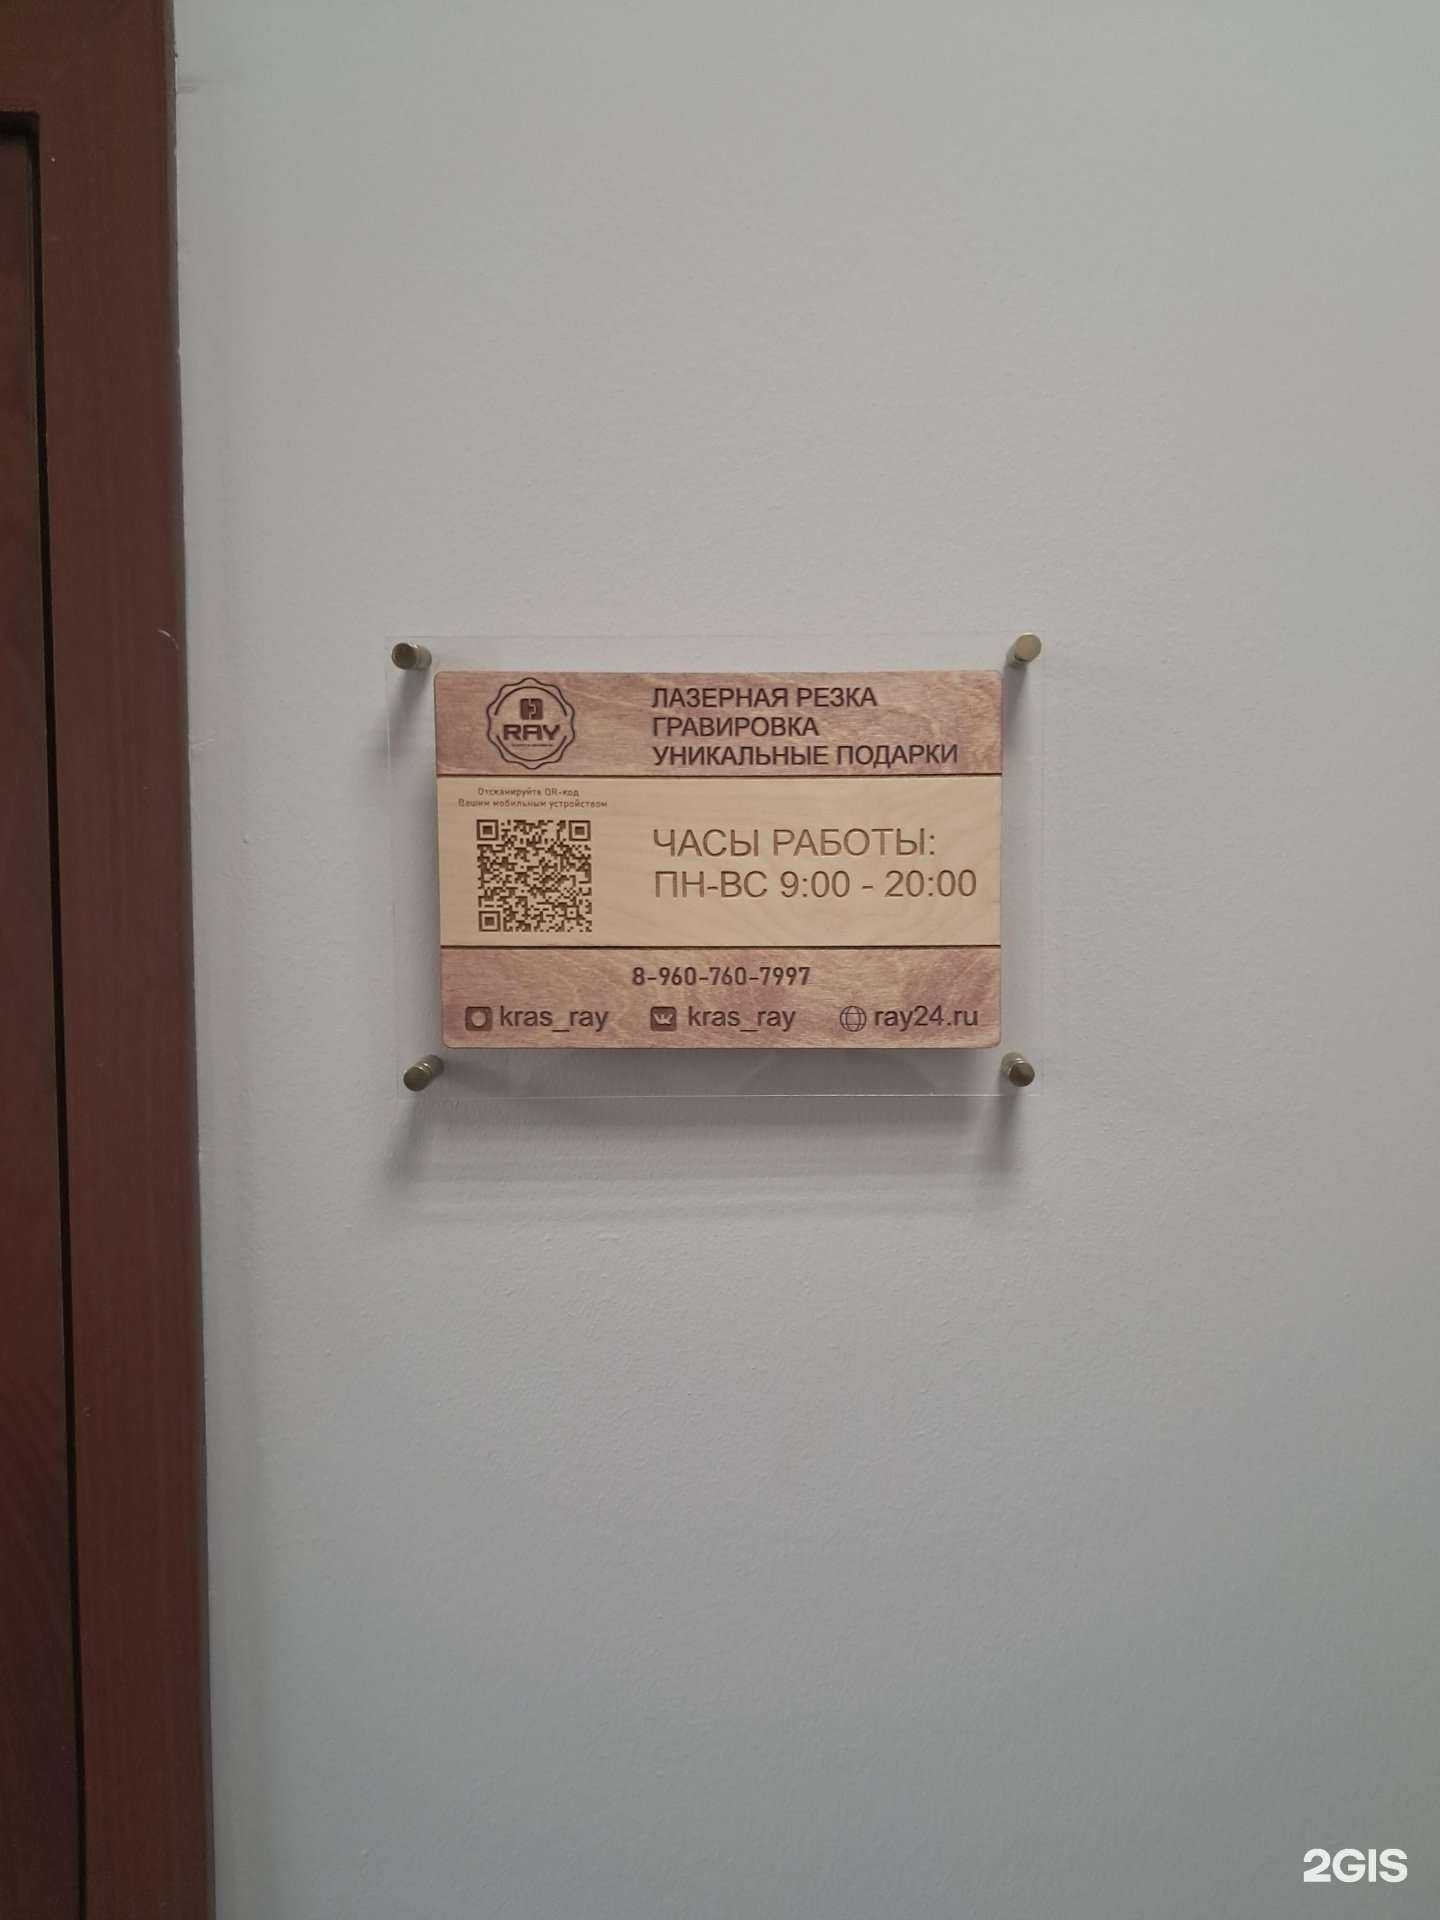 RAY
ЛАЗЕРНАЯ РЕЗКА
ГРАВИРОВКА
УНИКАЛЬНЫЕ ПОДАРКИ
Отсканируйте QR-код
Вашим мобильным устройством
ЧАСЫ РАБОТЫ:
ПН-ВС 9:00 - 20:00
8-960-760-7997
kras_ray kras_ray ray24.ru
2GIS